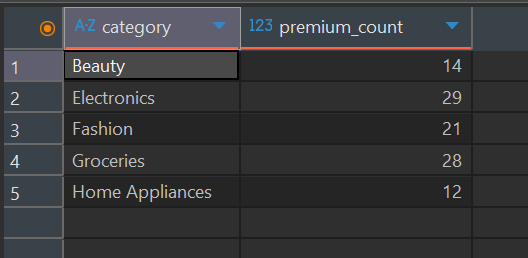 A-Z category 123 premium_count
1 Beauty 14
2 Electronics 29
3 Fashion 21
4 Groceries 28
5 Home Appliances 12